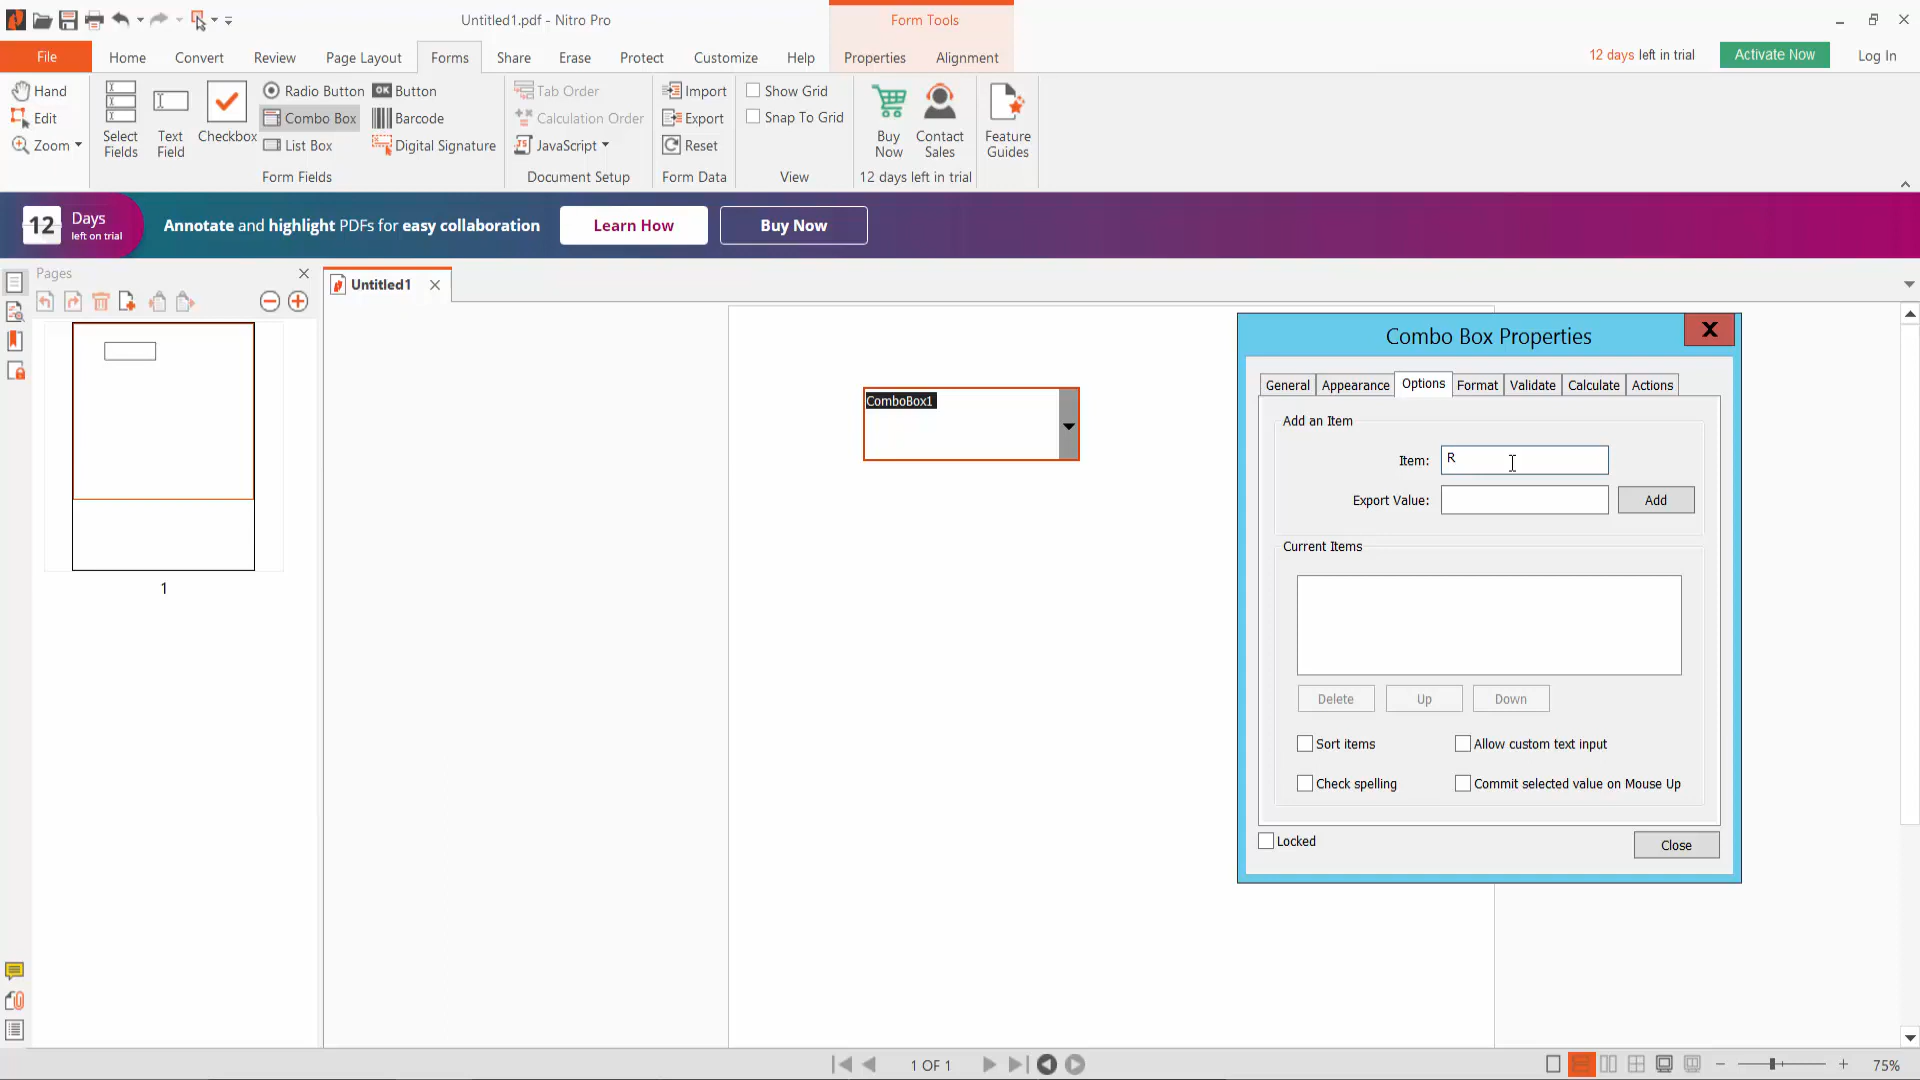 Untitled1.pdf - Nitro Pro
Form Tools
File
Home
Convert
Review
Page Layout
Forms
Share
Erase
Protect
Customize
Help
Properties
Alignment
12 days left in trial
Activate Now
Log In
Hand
Edit
Zoom
Select
Fields
Text
Field
Checkbox
Radio Button
Combo Box
List Box
OK Button
Barcode
Digital Signature
Form Fields
Tab Order
Calculation Order
JS JavaScript
Document Setup
Import
Export
Reset
Form Data
Show Grid
Snap To Grid
View
Buy
Now
Contact
Sales
12 days left in trial
Feature
Guides
12
Days
left on trial
Annotate and highlight PDFs for easy collaboration
Learn How
Buy Now
Pages
Untitled1
1
ComboBox1
Combo Box Properties
X
General
Appearance
Options
Format
Validate
Calculate
Actions
Add an Item
Item:
R
Export Value:
Add
Current Items
Delete
Up
Down
Sort items
Allow custom text input
Check spelling
Commit selected value on Mouse Up
Locked
Close
1 OF 1
75%